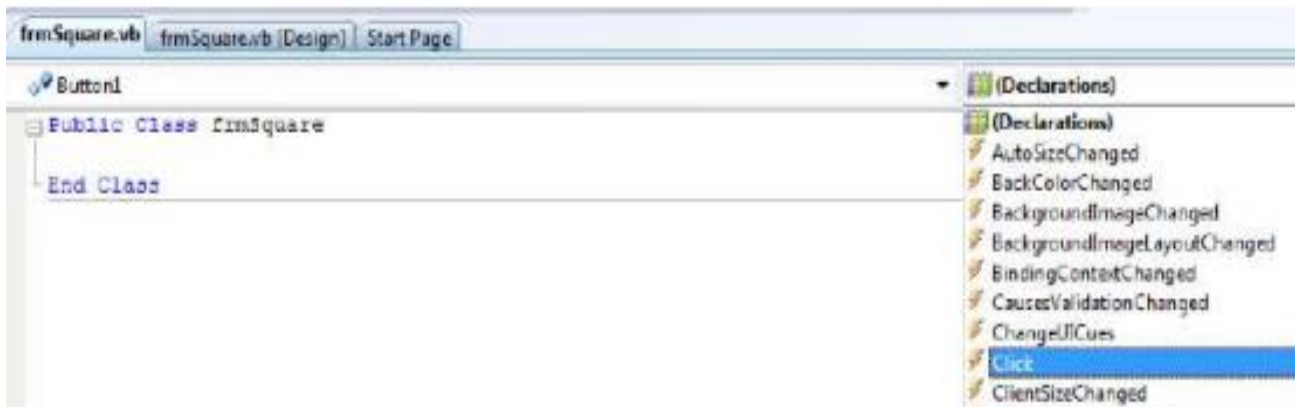 frmSquare.vb frmSquare.vb [Design] Start Page
Button1 (Declarations)
Public Class frmSquare
End Class
(Declarations)
AutoSizeChanged
BackColorChanged
BackgroundImageChanged
BackgroundImageLayoutChanged
BindingContextChanged
CausesValidationChanged
ChangeUICues
Click
ClientSizeChanged